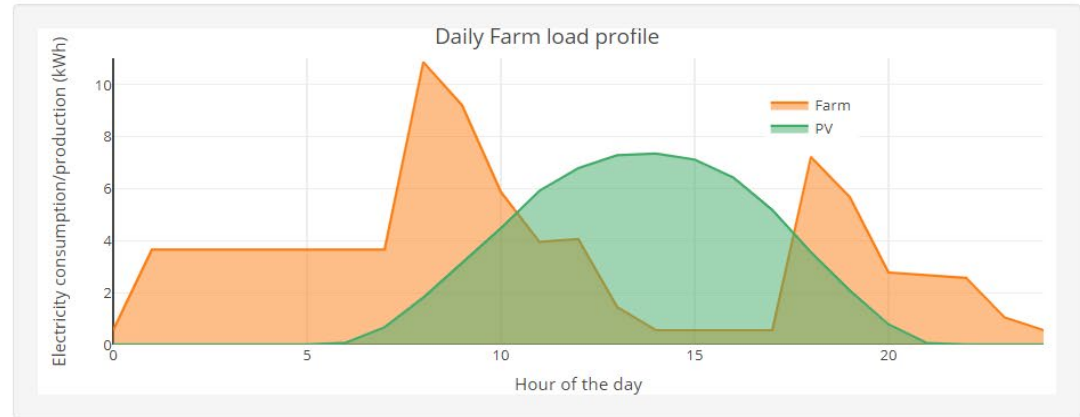 Daily Farm load profile
Electricity consumption/production (kWh)
10
8
6
4
2
0
Farm
PV
0 5 10 15 20
Hour of the day